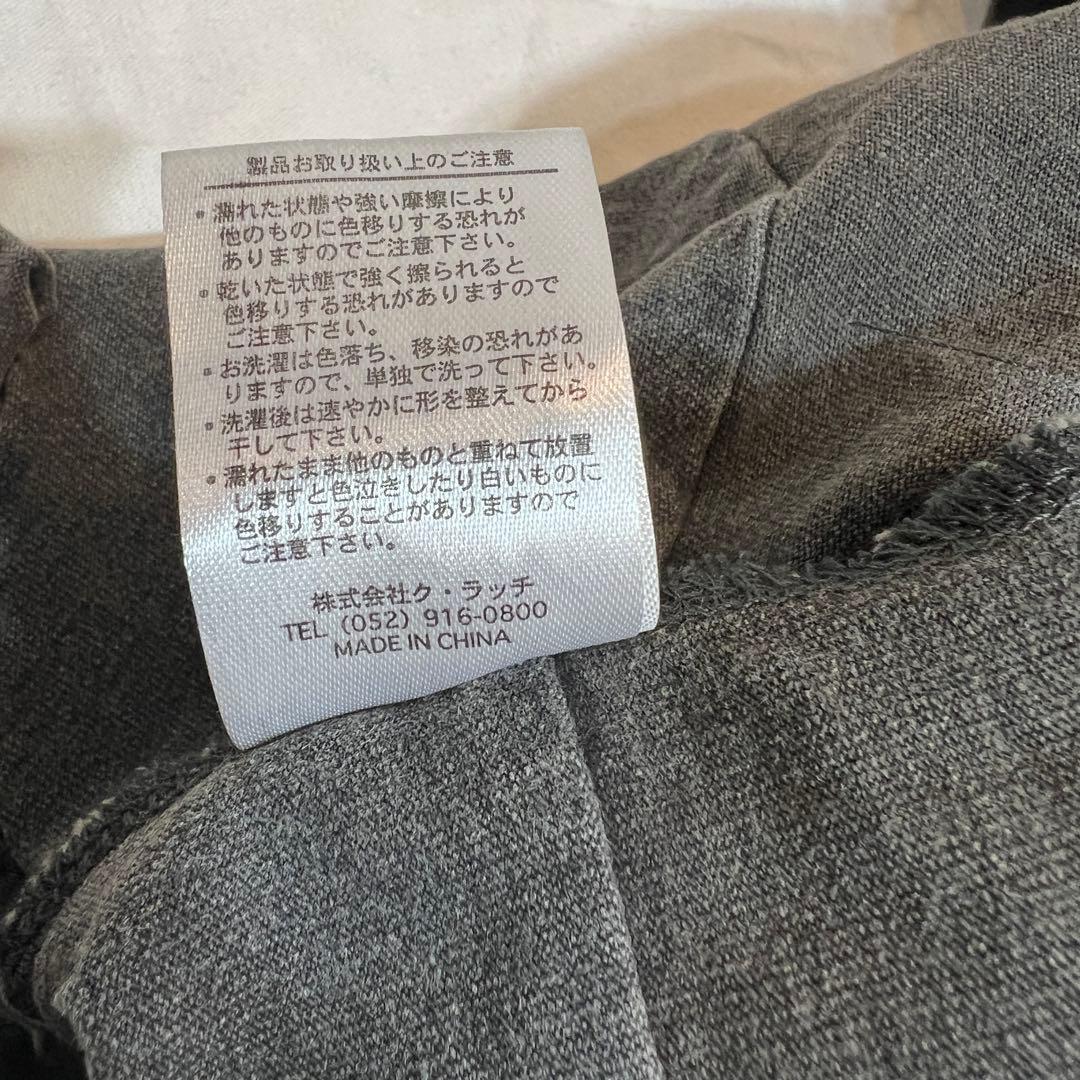 製品お取り扱い上のご注意
・濡れた状態や強い摩擦により
他のものに色移りする恐れが
ありますのでご注意下さい。
・乾いた状態で強く擦られると
色移りする恐れがありますので
ご注意下さい。
・お洗濯は色落ち、移染の恐れがあ
りますので、単独で洗って下さい。
・洗濯後は速やかに形を整えてから
干して下さい。
・濡れたまま他のものと重ねて放置
しますと色泣きしたり白いものに
色移りすることがありますので
ご注意下さい。
株式会社ク・ラッチ
TEL (052) 916-0800
MADE IN CHINA